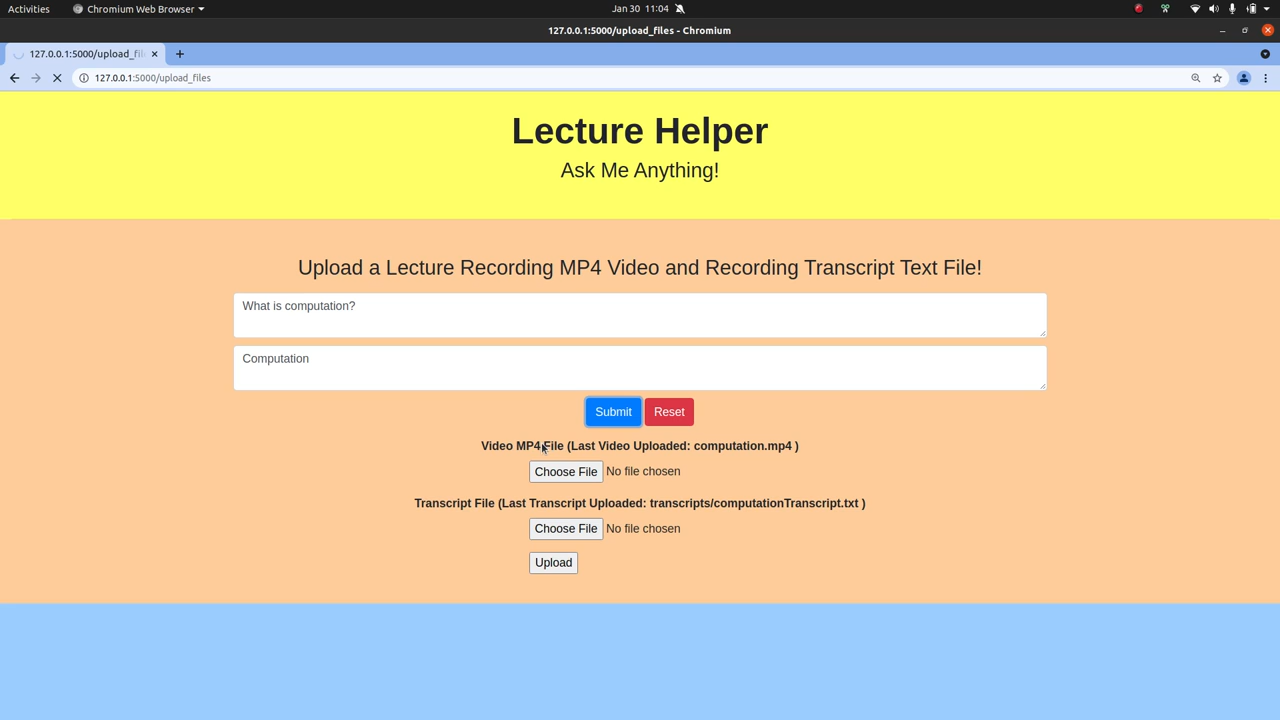 Activities
Chromium Web Browser
Jan 30 11:04
127.0.0.1:5000/upload_files - Chromium
127.0.0.1:5000/upload_fil
127.0.0.1:5000/upload_files
Lecture Helper
Ask Me Anything!
Upload a Lecture Recording MP4 Video and Recording Transcript Text File!
What is computation?
Computation
Submit Reset
Video MP4 File (Last Video Uploaded: computation.mp4 )
Choose File No file chosen
Transcript File (Last Transcript Uploaded: transcripts/computationTranscript.txt )
Choose File No file chosen
Upload